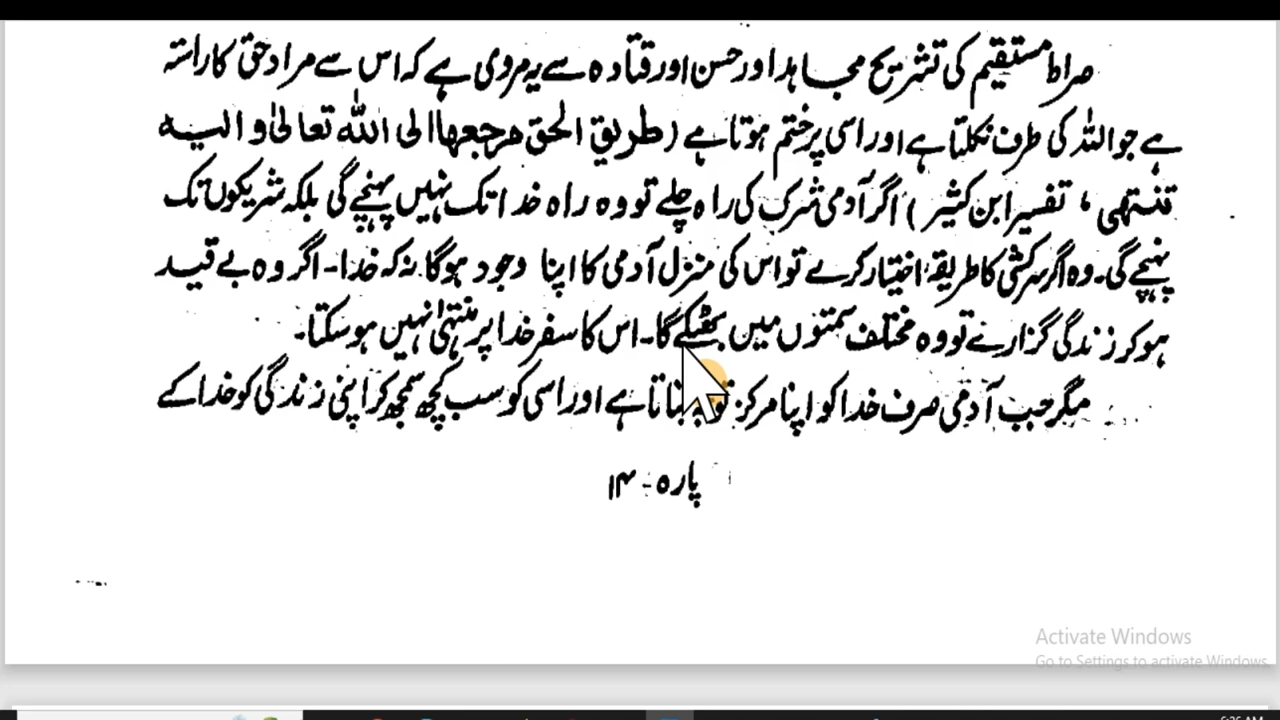 صراط مستقیم کی تشریح مجاہد اور حسن اور قتادہ سے یہ مروی ہے کہ اس سے مراد حق کا راستہ
ہے جو اللہ کی طرف نکلتا ہے اور اسی پر ختم ہوتا ہے (طریق الحق مرجعها الی الله تعالیٰ و الیه
تنتهی ، تفسیر ابن کثیر) اگر آدمی شرک کی راہ چلے تو وہ راہ خدا تک نہیں پہنچے گی بلکہ شریکوں تک
پہنچے گی۔ وہ اگر سرکشی کا طریقہ اختیار کرے تو اس کی منزل آدمی کا اپنا وجود ہوگا نہ کہ خدا۔ اگر وہ بے قید
ہو کر زندگی گزارے تو وہ مختلف سمتوں میں بھٹکے گا۔ اس کا سفر خدا پر منتہیٰ نہیں ہو سکتا۔
مگر جب آدمی صرف خدا کو اپنا مرکز توجہ بناتا ہے اور اسی کو سب کچھ سمجھ کر اپنی زندگی کو خدا کے
پارہ - ۱۴
Activate Windows
Go to Settings to activate Windows.